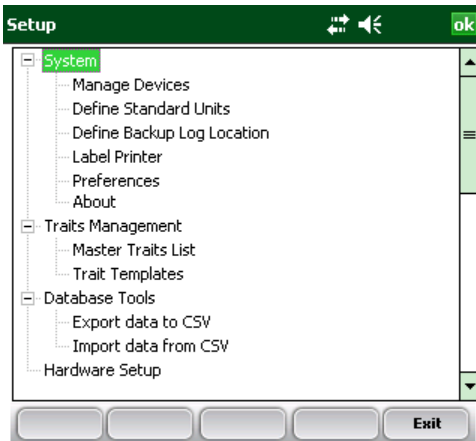 Setup
ok
System
Manage Devices
Define Standard Units
Define Backup Log Location
Label Printer
Preferences
About
Traits Management
Master Traits List
Trait Templates
Database Tools
Export data to CSV
Import data from CSV
Hardware Setup
Exit